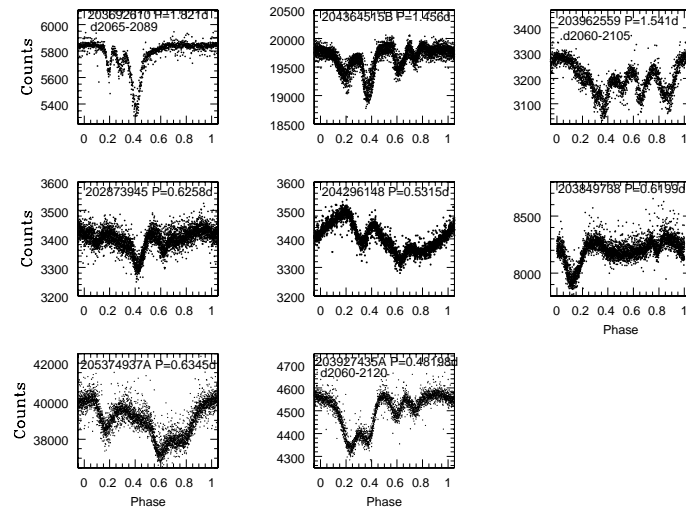 203692610 P=1.821d
d2065-2089
6000
5800
5600
5400
Counts
0 0.2 0.4 0.6 0.8 1
204364515B P=1.456d
20500
20000
19500
19000
18500
0 0.2 0.4 0.6 0.8 1
203962559 P=1.541d
d2060-2105
3400
3300
3200
3100
0 0.2 0.4 0.6 0.8 1
202873945 P=0.6258d
3600
3500
3400
3300
3200
Counts
0 0.2 0.4 0.6 0.8 1
204296148 P=0.5315d
3600
3500
3400
3300
3200
0 0.2 0.4 0.6 0.8 1
203849738 P=0.6199d
8500
8000
0 0.2 0.4 0.6 0.8 1
Phase
205374937A P=0.6345d
42000
40000
38000
Counts
0 0.2 0.4 0.6 0.8 1
Phase
203927435A P=0.48198d
d2060-2120
4700
4600
4500
4400
4300
0 0.2 0.4 0.6 0.8 1
Phase